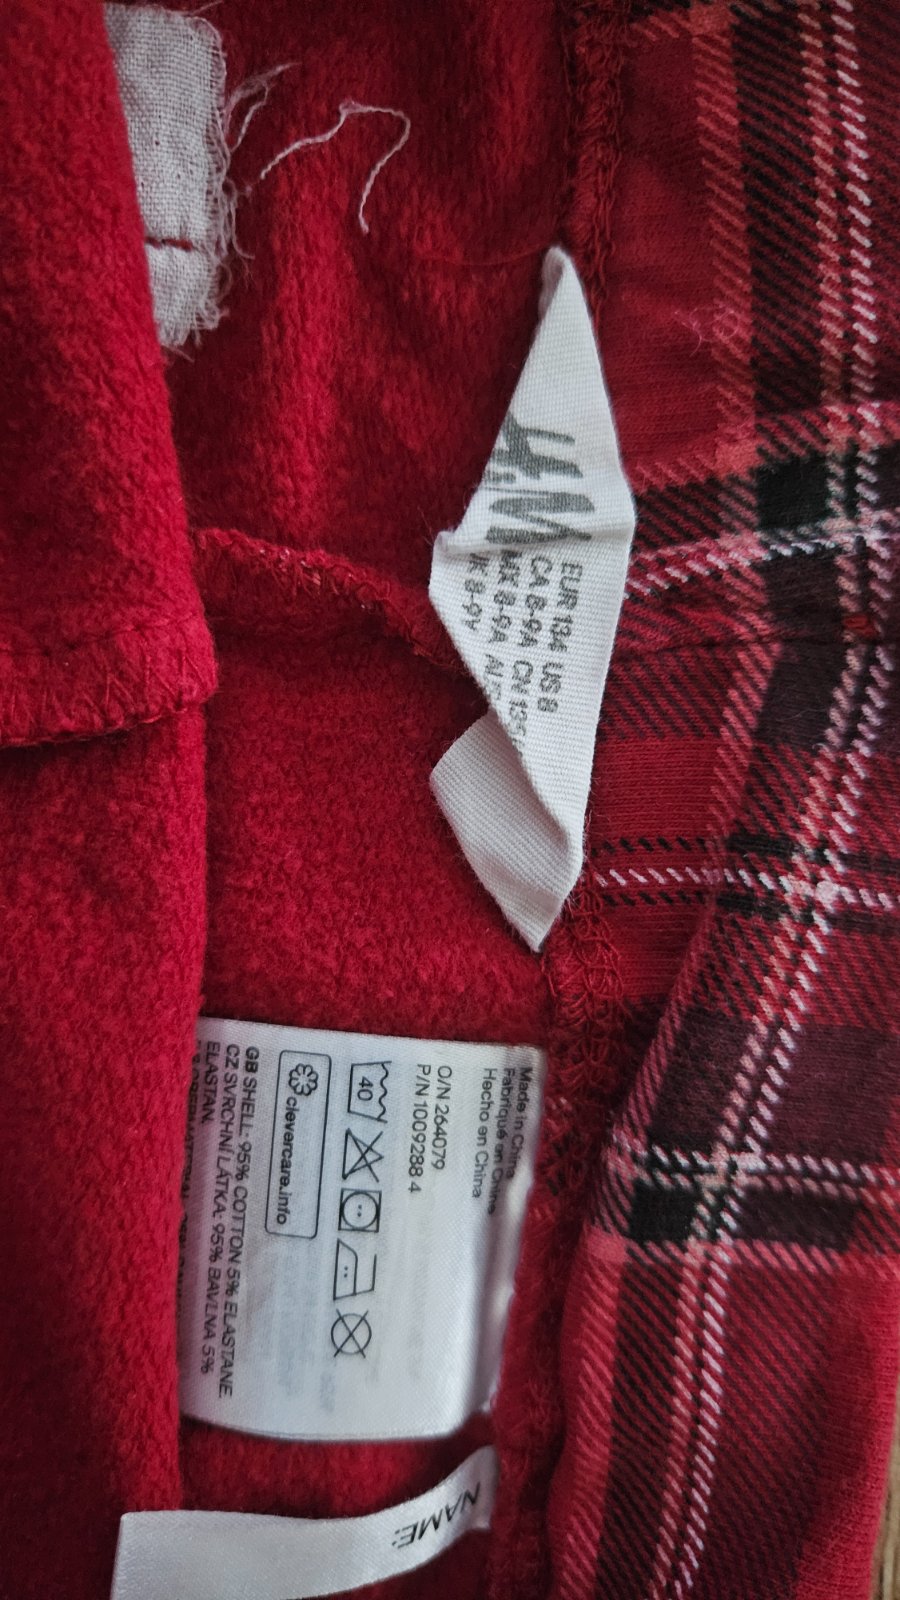 H&M
EUR 134 US 8
CA 8-9A CN 135/
MX 8-9A AU
UK 8-9Y
Made in China
Fabriqué en Chine
Hecho en China
O/N 264079
P/N 1009288 4
40
clevercare.info
GB SHELL: 95% COTTON 5% ELASTANE.
CZ SVRCHNÍ LÁTKA: 95% BAVLNA 5%
ELASTAN.
NAME: